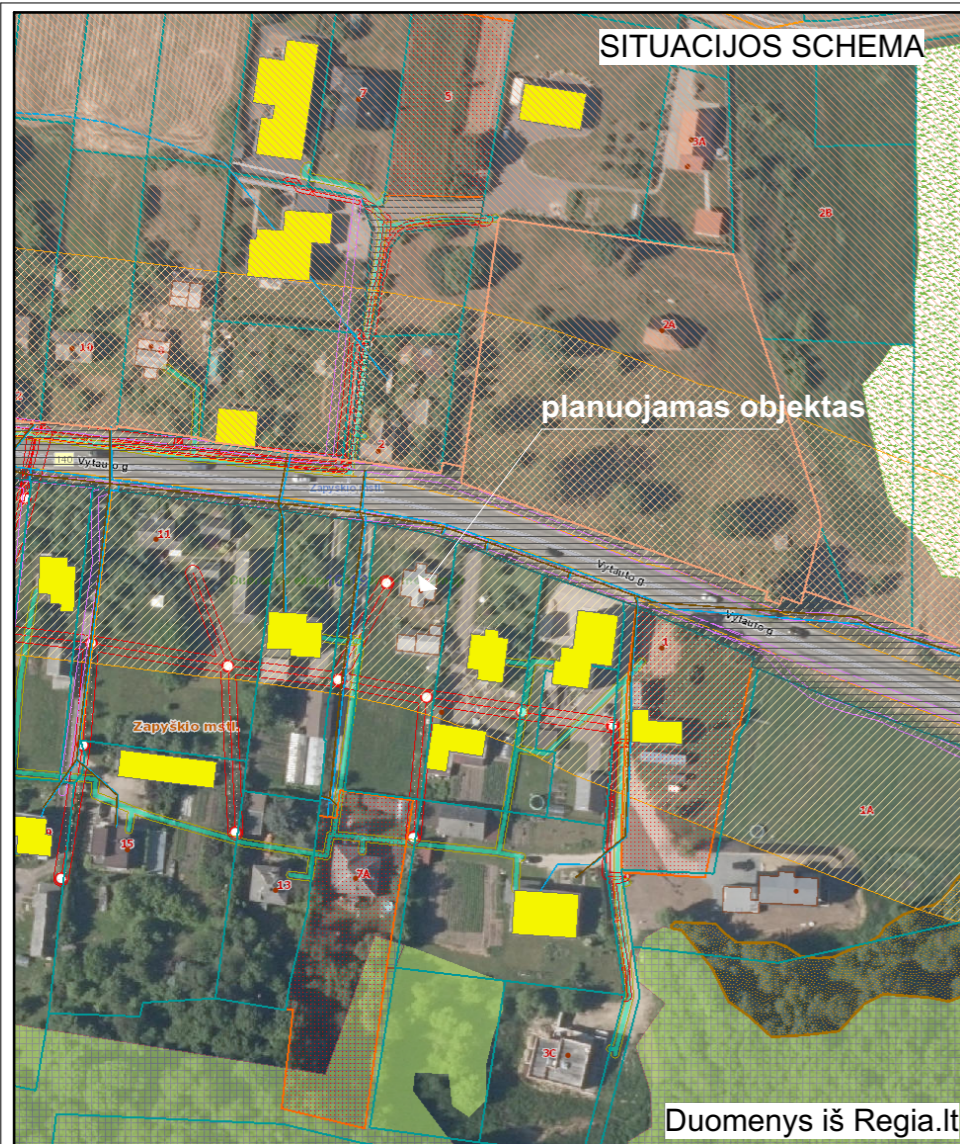 SITUACIJOS SCHEMA
7
5
3A
2B
2A
10
planuojamas objektas
2
140 Vytauto g.
Zapyškio mstl.
11
Vytauto g.
Vytauto g.
1
Zapyškio mstl.
1A
15
13
7A
3C
Duomenys iš Regia.lt